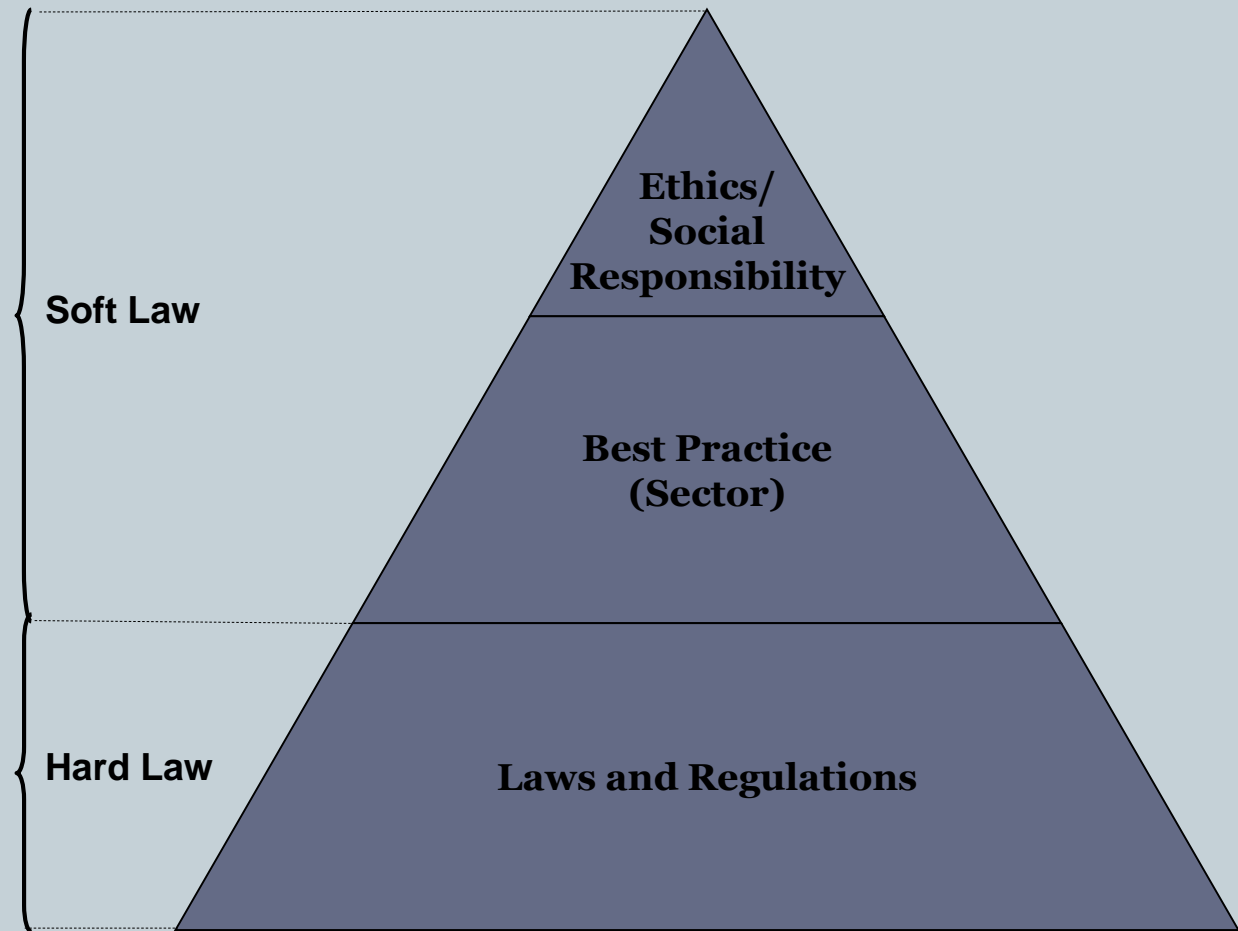 Ethics/
Social
Responsibility
Soft Law
Best Practice
(Sector)
Hard Law
Laws and Regulations